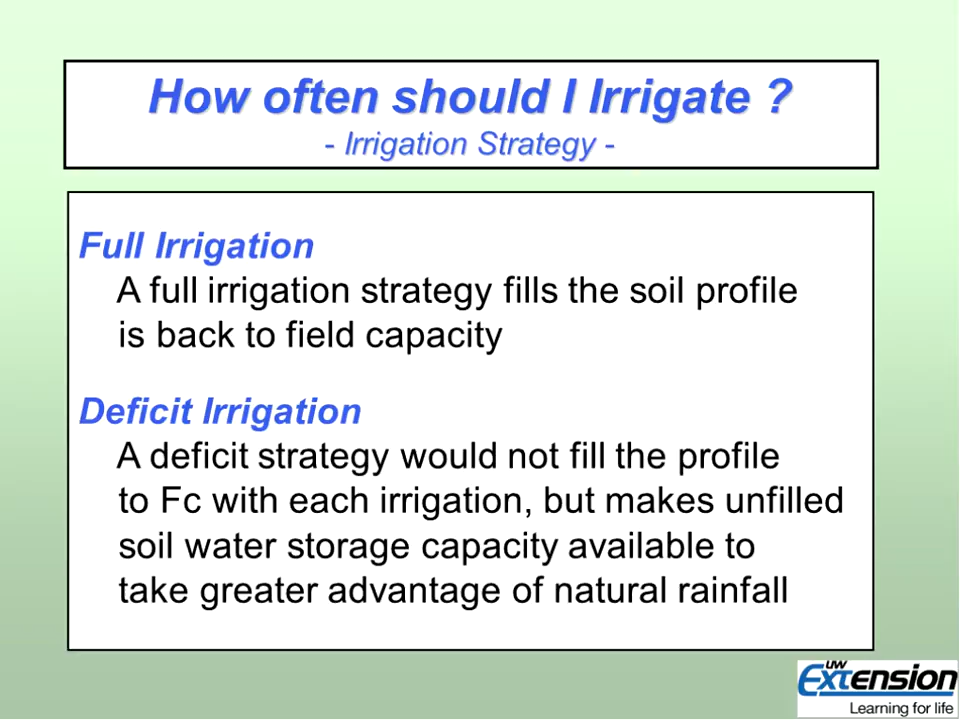 How often should I Irrigate ?
- Irrigation Strategy -
Full Irrigation
A full irrigation strategy fills the soil profile
is back to field capacity
Deficit Irrigation
A deficit strategy would not fill the profile
to Fc with each irrigation, but makes unfilled
soil water storage capacity available to
take greater advantage of natural rainfall
UW
Extension
Learning for life